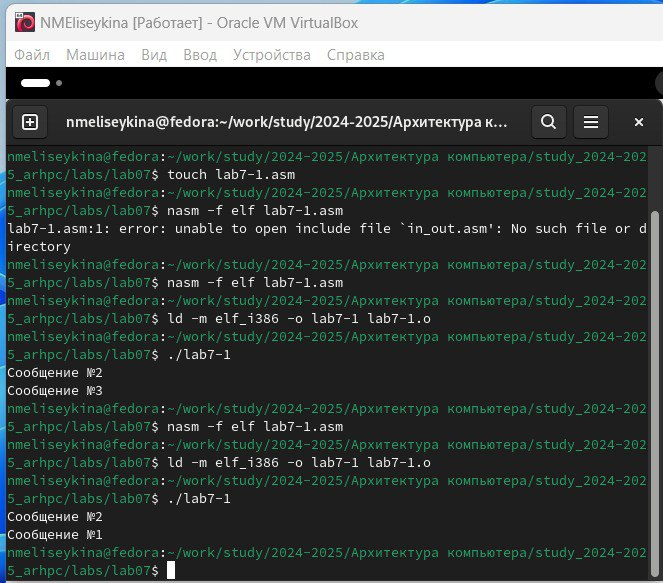 NMEliseykina [Работает] - Oracle VM VirtualBox
Файл Машина Вид Ввод Устройства Справка
nmeliseykina@fedora:~/work/study/2024-2025/Архитектура к...
nmeliseykina@fedora:~/work/study/2024-2025/Архитектура компьютера/study_2024-202
5_arhpc/labs/lab07$ touch lab7-1.asm
nmeliseykina@fedora:~/work/study/2024-2025/Архитектура компьютера/study_2024-202
5_arhpc/labs/lab07$ nasm -f elf lab7-1.asm
lab7-1.asm:1: error: unable to open include file `in_out.asm': No such file or d
irectory
nmeliseykina@fedora:~/work/study/2024-2025/Архитектура компьютера/study_2024-202
5_arhpc/labs/lab07$ nasm -f elf lab7-1.asm
nmeliseykina@fedora:~/work/study/2024-2025/Архитектура компьютера/study_2024-202
5_arhpc/labs/lab07$ ld -m elf_i386 -o lab7-1 lab7-1.o
nmeliseykina@fedora:~/work/study/2024-2025/Архитектура компьютера/study_2024-202
5_arhpc/labs/lab07$ ./lab7-1
Сообщение №2
Сообщение №3
nmeliseykina@fedora:~/work/study/2024-2025/Архитектура компьютера/study_2024-202
5_arhpc/labs/lab07$ nasm -f elf lab7-1.asm
nmeliseykina@fedora:~/work/study/2024-2025/Архитектура компьютера/study_2024-202
5_arhpc/labs/lab07$ ld -m elf_i386 -o lab7-1 lab7-1.o
nmeliseykina@fedora:~/work/study/2024-2025/Архитектура компьютера/study_2024-202
5_arhpc/labs/lab07$ ./lab7-1
Сообщение №2
Сообщение №1
nmeliseykina@fedora:~/work/study/2024-2025/Архитектура компьютера/study_2024-202
5_arhpc/labs/lab07$